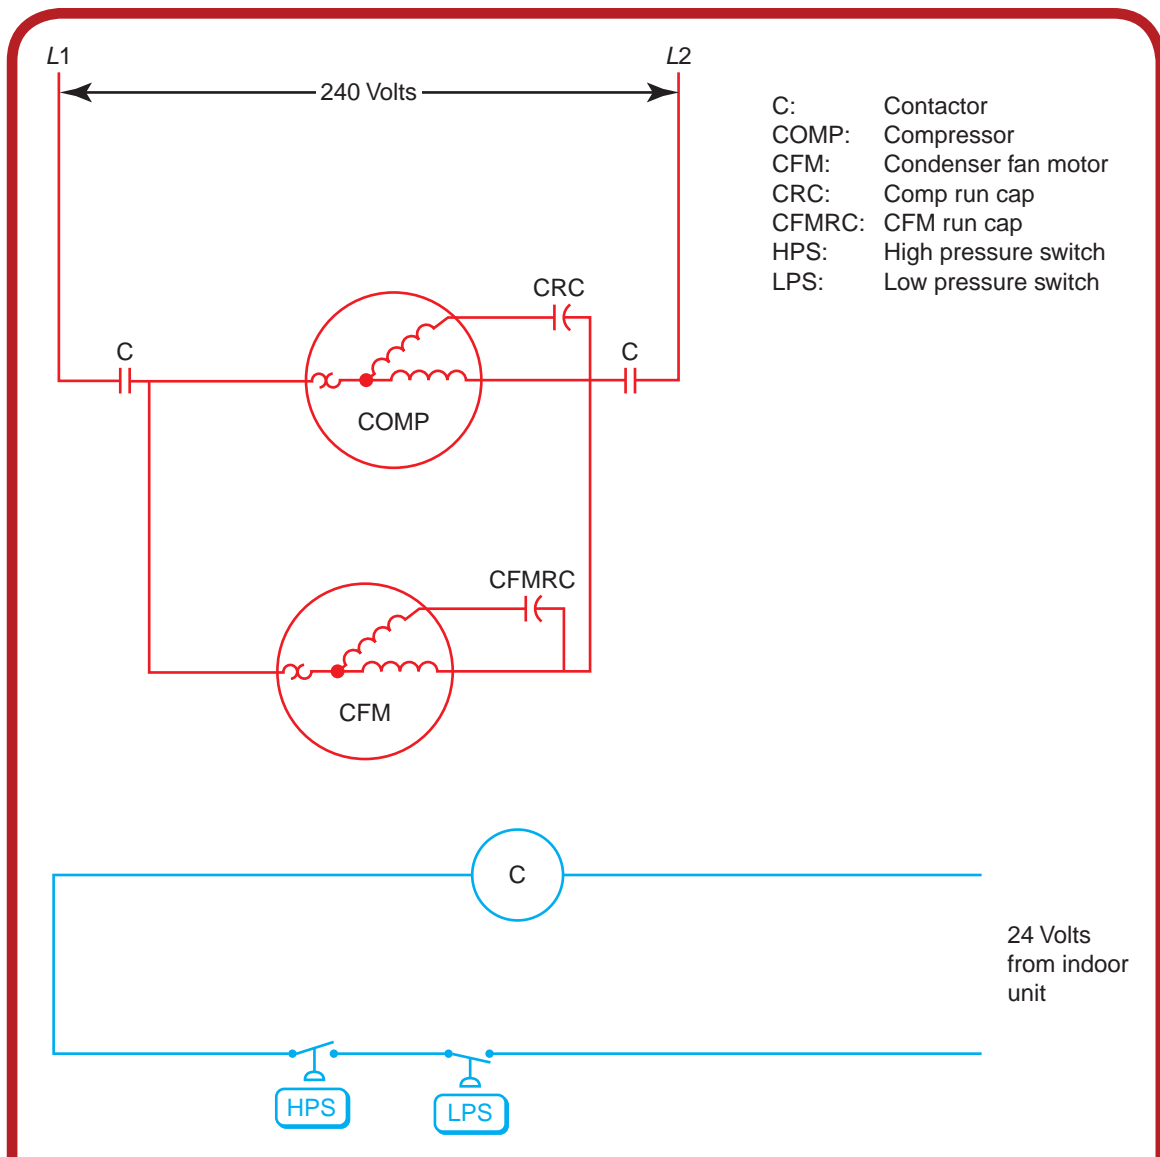 L1
L2
240 Volts
C: Contactor
COMP: Compressor
CFM: Condenser fan motor
CRC: Comp run cap
CFMRC: CFM run cap
HPS: High pressure switch
LPS: Low pressure switch
CRC
C
C
COMP
CFMRC
CFM
C
24 Volts
from indoor
unit
HPS
LPS